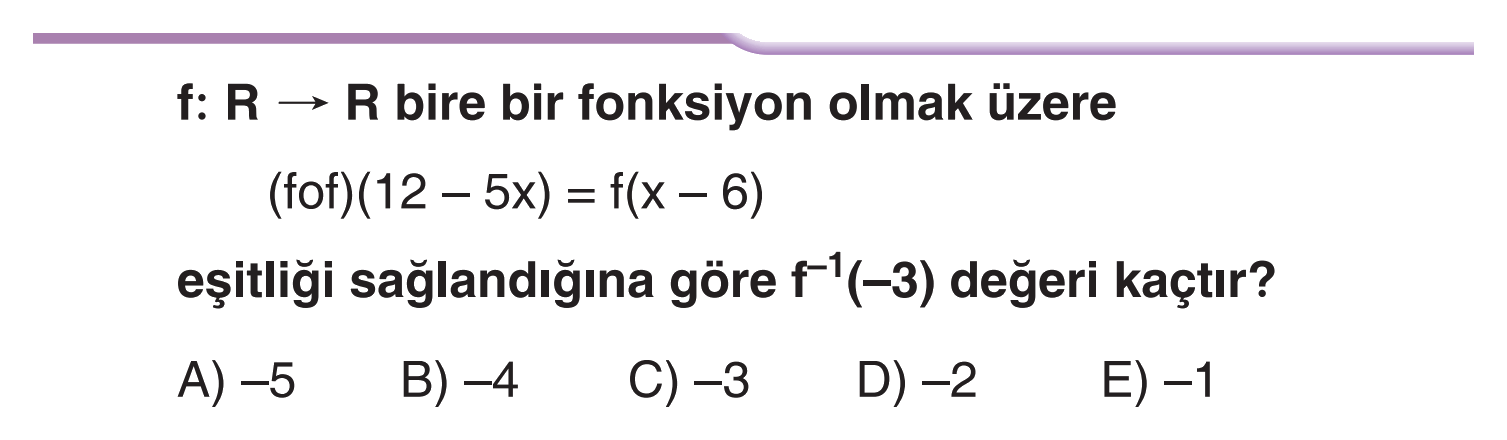 f: R → R bire bir fonksiyon olmak üzere
(fof)(12 – 5x) = f(x – 6)
eşitliği sağlandığına göre f⁻¹(–3) değeri kaçtır?
A) –5 B) –4 C) –3 D) –2 E) –1